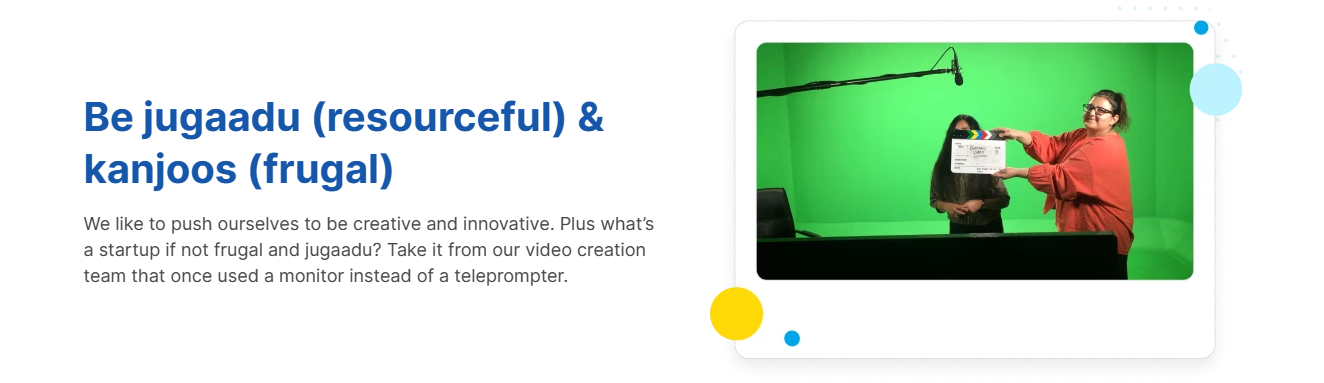 Be jugaadu (resourceful) &
kanjoos (frugal)
We like to push ourselves to be creative and innovative. Plus what’s
a startup if not frugal and jugaadu? Take it from our video creation
team that once used a monitor instead of a teleprompter.